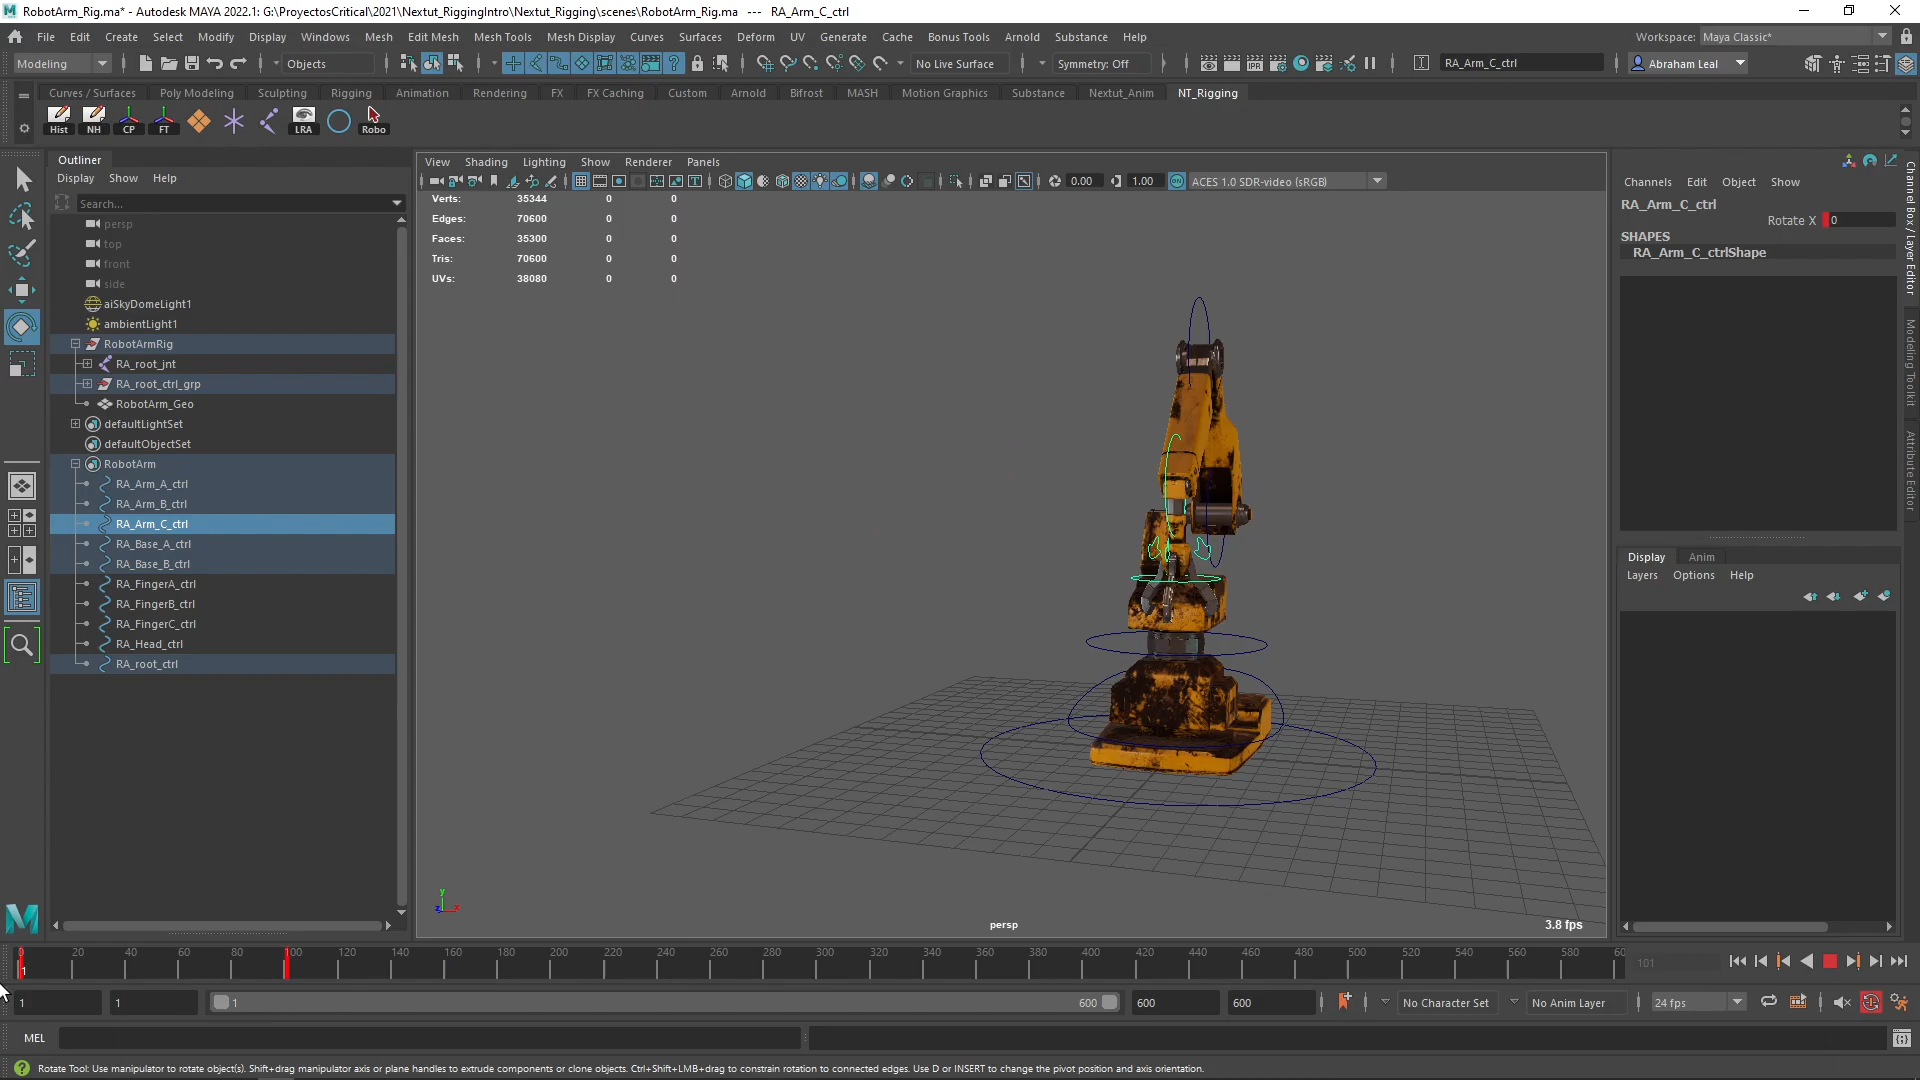 RobotArm_Rig.ma* - Autodesk MAYA 2022.1: G:\ProyectosCritical\2021\Nextut_RiggingIntro\Nextut_Rigging\scenes\RobotArm_Rig.ma --- RA_Arm_C_ctrl
File Edit Create Select Modify Display Windows Mesh Edit Mesh Mesh Tools Mesh Display Curves Surfaces Deform UV Generate Cache Bonus Tools Arnold Substance Help
Workspace: Maya Classic*
Modeling Objects No Live Surface Symmetry: Off RA_Arm_C_ctrl Abraham Leal
Curves / Surfaces Poly Modeling Sculpting Rigging Animation Rendering FX FX Caching Custom Arnold Bifrost MASH Motion Graphics Substance Nextut_Anim NT_Rigging
Hist NH CP FT LRA Robo
Outliner
Display Show Help
Search...
persp
top
front
side
aiSkyDomeLight1
ambientLight1
RobotArmRig
RA_root_jnt
RA_root_ctrl_grp
RobotArm_Geo
defaultLightSet
defaultObjectSet
RobotArm
RA_Arm_A_ctrl
RA_Arm_B_ctrl
RA_Arm_C_ctrl
RA_Base_A_ctrl
RA_Base_B_ctrl
RA_FingerA_ctrl
RA_FingerB_ctrl
RA_FingerC_ctrl
RA_Head_ctrl
RA_root_ctrl
View Shading Lighting Show Renderer Panels
0.00 1.00 ON ACES 1.0 SDR-video (sRGB)
Verts: 35344 0 0
Edges: 70600 0 0
Faces: 35300 0 0
Tris: 70600 0 0
UVs: 38080 0 0
y
z x
persp
3.8 fps
Channels Edit Object Show
RA_Arm_C_ctrl
Rotate X 0
SHAPES
RA_Arm_C_ctrlShape
Channel Box / Layer Editor
Modeling Toolkit
Attribute Editor
Display Anim
Layers Options Help
20 40 60 80 100 120 140 160 180 200 220 240 260 280 300 320 340 360 380 400 420 440 460 480 500 520 540 560 580 60
1
101
1 1 1 600 600 600 No Character Set No Anim Layer 24 fps
MEL
Rotate Tool: Use manipulator to rotate object(s). Shift+drag manipulator axis or plane handles to extrude components or clone objects. Ctrl+Shift+LMB+drag to constrain rotation to connected edges. Use D or INSERT to change the pivot position and axis orientation.